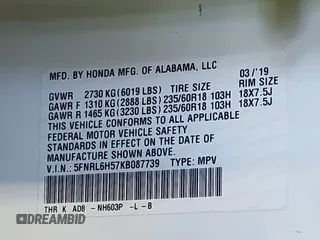 MFD. BY HONDA MFG. OF ALABAMA, LLC
03/'19
GVWR 2730 KG (6019 LBS) TIRE SIZE RIM SIZE
GAWR F 1310 KG (2888 LBS) 235/60R18 103H 18X7.5J
GAWR R 1465 KG (3230 LBS) 235/60R18 103H 18X7.5J
THIS VEHICLE CONFORMS TO ALL APPLICABLE
FEDERAL MOTOR VEHICLE SAFETY
STANDARDS IN EFFECT ON THE DATE OF
MANUFACTURE SHOWN ABOVE.
V.I.N: 5FNRL6H57KB087739 TYPE: MPV
THR K AD8 - NH603P -L -B
DREAMBID